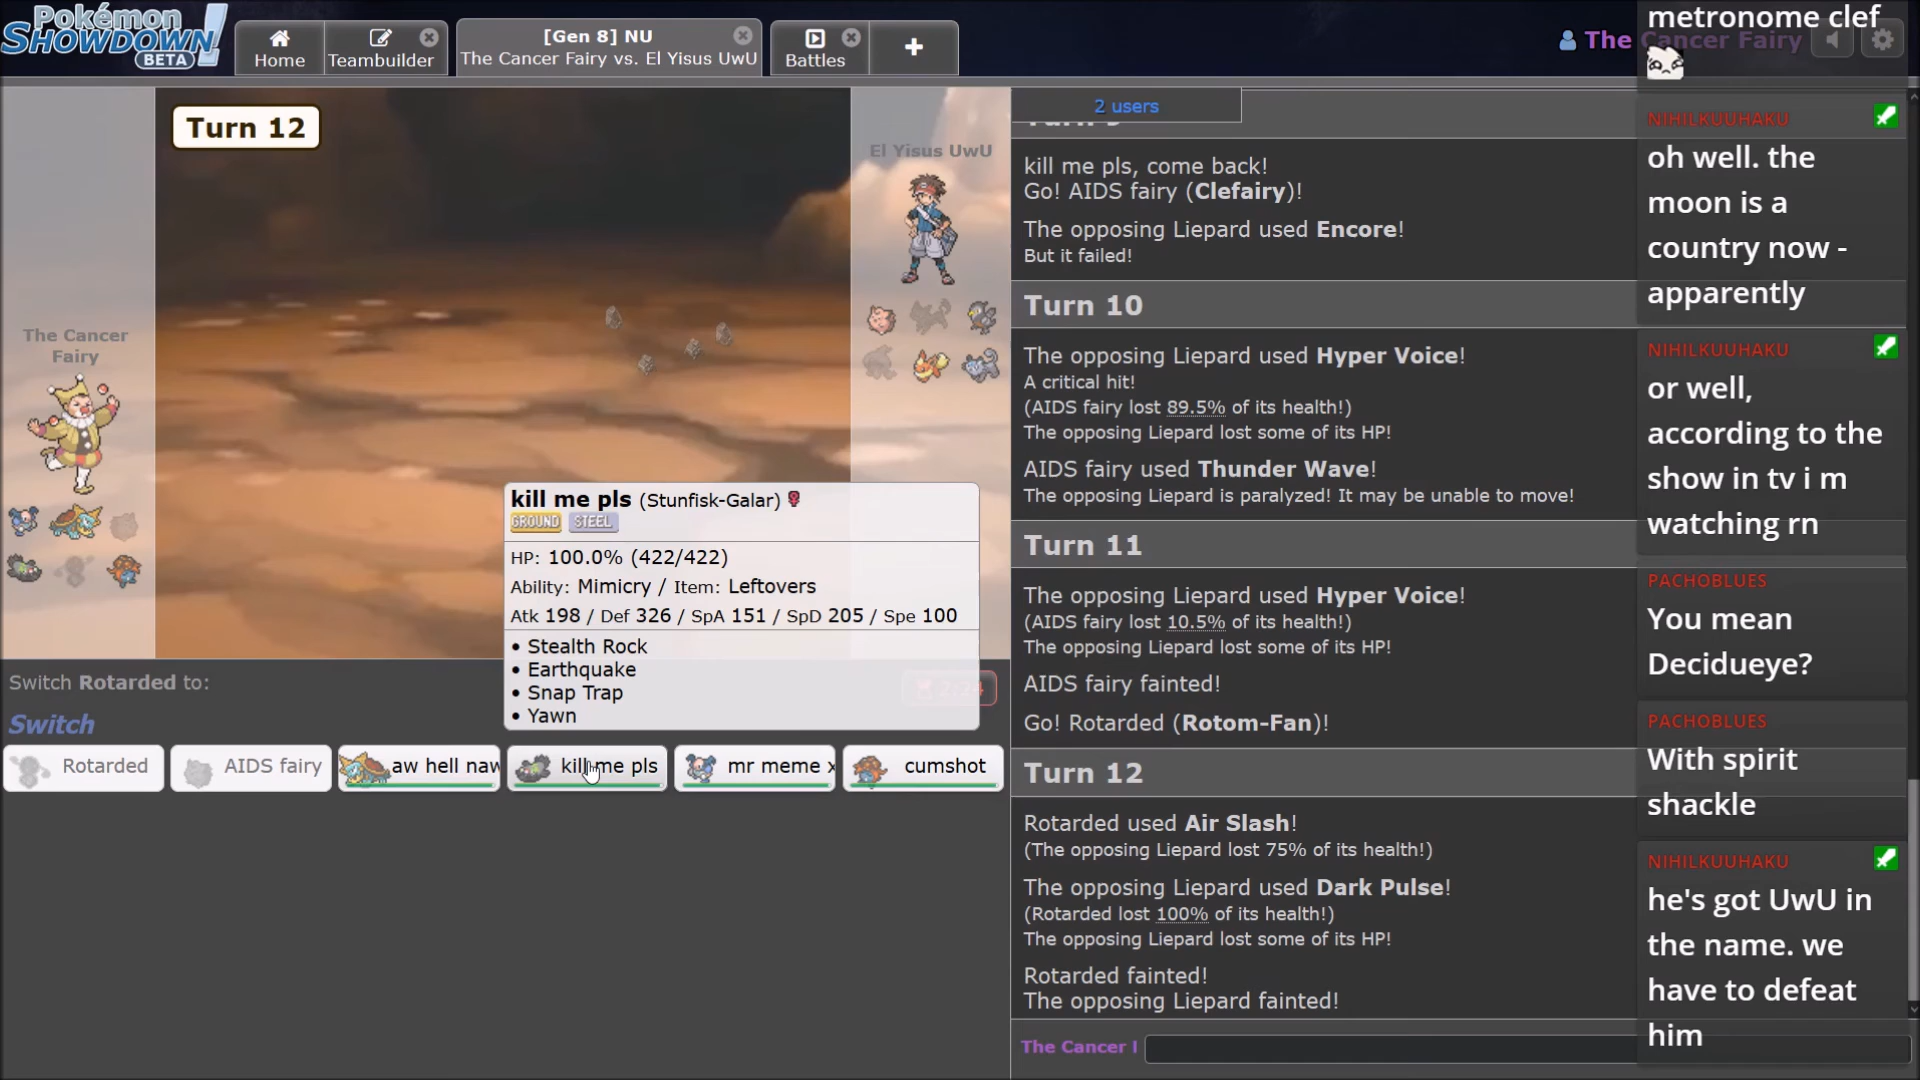 Pokémon
SHOWDOWN!
BETA
Home
Teambuilder
[Gen 8] NU
The Cancer Fairy vs. El Yisus UwU
Battles
The Cancer Fairy
Turn 12
El Yisus UwU
The Cancer
Fairy
kill me pls (Stunfisk-Galar)
GROUND STEEL
HP: 100.0% (422/422)
Ability: Mimicry / Item: Leftovers
Atk 198 / Def 326 / SpA 151 / SpD 205 / Spe 100
• Stealth Rock
• Earthquake
• Snap Trap
• Yawn
Switch Rotarded to:
Switch
Rotarded
AIDS fairy
aw hell naw
kill me pls
mr meme x
cumshot
2 users
kill me pls, come back!
Go! AIDS fairy (Clefairy)!
The opposing Liepard used Encore!
But it failed!
Turn 10
The opposing Liepard used Hyper Voice!
A critical hit!
(AIDS fairy lost 89.5% of its health!)
The opposing Liepard lost some of its HP!
AIDS fairy used Thunder Wave!
The opposing Liepard is paralyzed! It may be unable to move!
Turn 11
The opposing Liepard used Hyper Voice!
(AIDS fairy lost 10.5% of its health!)
The opposing Liepard lost some of its HP!
AIDS fairy fainted!
Go! Rotarded (Rotom-Fan)!
Turn 12
Rotarded used Air Slash!
(The opposing Liepard lost 75% of its health!)
The opposing Liepard used Dark Pulse!
(Rotarded lost 100% of its health!)
The opposing Liepard lost some of its HP!
Rotarded fainted!
The opposing Liepard fainted!
The Cancer
metronome clef
NIHILKUUHAKU
oh well. the
moon is a
country now -
apparently
NIHILKUUHAKU
or well,
according to the
show in tv i m
watching rn
PACHOBLUES
You mean
Decidueye?
PACHOBLUES
With spirit
shackle
NIHILKUUHAKU
he's got UwU in
the name. we
have to defeat
him